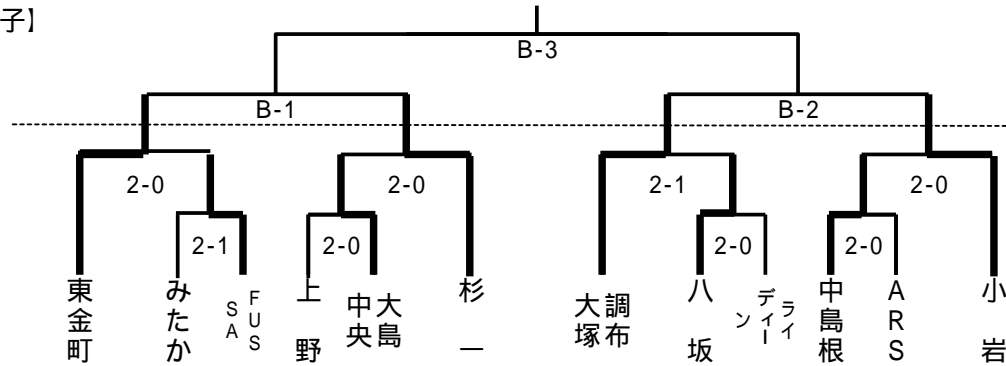 子】
B-3
B-1
B-2
2-0
2-0
2-1
2-0
2-1
2-0
2-0
2-0
東金町
みたか
FUS
SA
上野
大島
中央
杉一
調布
大塚
八坂
ライ
ディー
ン
中島根
ARS
小岩